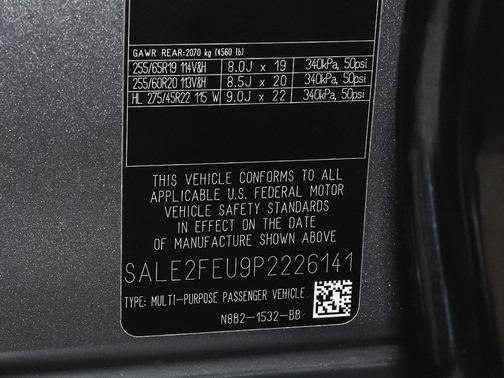 GAWR REAR:2070 kg (4560 lb)
255/65R19 114V&H 8.0J x 19 340kPa, 50psi
255/60R20 113V&H 8.5J x 20 340kPa, 50psi
HL 275/45R22 115 W 9.0J x 22 340kPa, 50psi
THIS VEHICLE CONFORMS TO ALL
APPLICABLE U.S. FEDERAL MOTOR
VEHICLE SAFETY STANDARDS
IN EFFECT ON THE DATE
OF MANUFACTURE SHOWN ABOVE
SALE2FEU9P2226141
TYPE: MULTI-PURPOSE PASSENGER VEHICLE
N8B2-1532-BB